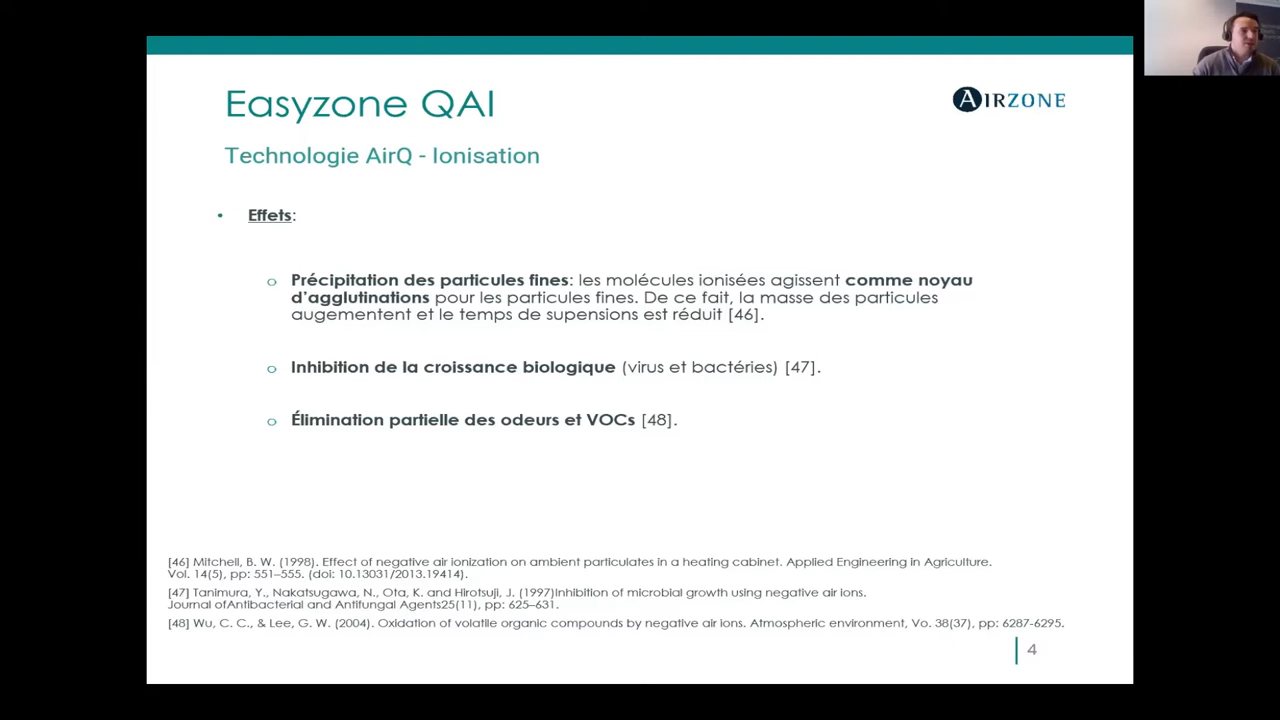 Easyzone QAI
AIRZONE
Technologie AirQ - Ionisation
• Effets:
o Précipitation des particules fines: les molécules ionisées agissent comme noyau
d'agglutinations pour les particules fines. De ce fait, la masse des particules
augementent et le temps de supensions est réduit [46].
o Inhibition de la croissance biologique (virus et bactéries) [47].
o Élimination partielle des odeurs et VOCs [48].
[46] Mitchell, B. W. (1998). Effect of negative air ionization on ambient particulates in a heating cabinet. Applied Engineering in Agriculture.
Vol. 14(5), pp: 551–555. (doi: 10.13031/2013.19414).
[47] Tanimura, Y., Nakatsugawa, N., Ota, K. and Hirotsuji, J. (1997)Inhibition of microbial growth using negative air ions.
Journal ofAntibacterial and Antifungal Agents25(11), pp: 625–631.
[48] Wu, C. C., & Lee, G. W. (2004). Oxidation of volatile organic compounds by negative air ions. Atmospheric environment, Vo. 38(37), pp: 6287-6295.
4